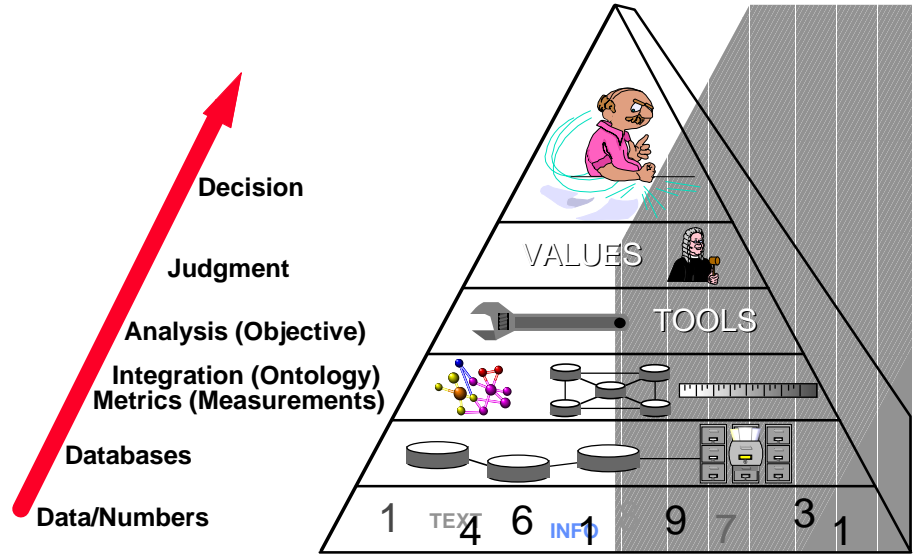 Decision
Judgment
VALUES
Analysis (Objective)
TOOLS
Integration (Ontology)
Metrics (Measurements)
Databases
Data/Numbers
1 TEXT 4 6 INFO 1 8 9 7 3 1